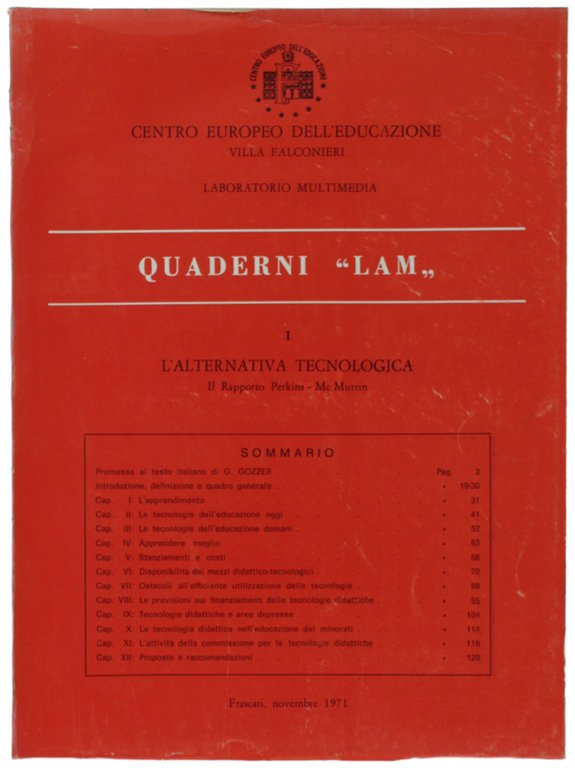 CENTRO EUROPEO DELL'EDUCAZIONE
CENTRO EUROPEO DELL'EDUCAZIONE
VILLA FALCONIERI
LABORATORIO MULTIMEDIA
QUADERNI “LAM„
1
L'ALTERNATIVA TECNOLOGICA
Il Rapporto Perkins - Mc Murrin
SOMMARIO
Premessa al testo italiano di G. GOZZER . . . Pag. 3
Introduzione, definizione e quadro generale . . . » 19-30
Cap. I: L'apprendimento . . . » 31
Cap. II: Le tecnologie dell'educazione oggi . . . » 41
Cap. III: Le tecnologie dell'educazione domani . . . » 52
Cap. IV: Apprendere meglio . . . » 63
Cap. V: Stanziamenti e costi . . . » 68
Cap. VI: Disponibilità dei mezzi didattico-tecnologici . . . » 70
Cap. VII: Ostacoli all'efficiente utilizzazione delle tecnologie . . . » 88
Cap. VIII: Le previsioni sui finanziamenti delle tecnologie didattiche . . . » 95
Cap. IX: Tecnologie didattiche e aree depresse . . . » 104
Cap. X: Le tecnologia didattica nell'educazione dei minorati . . . »
Cap. XI: L'attività della commissione per le tecnologie didattiche . . . » 116
Cap. XII: Proposte e raccomandazioni . . . » 120
Frascati, novembre 1971